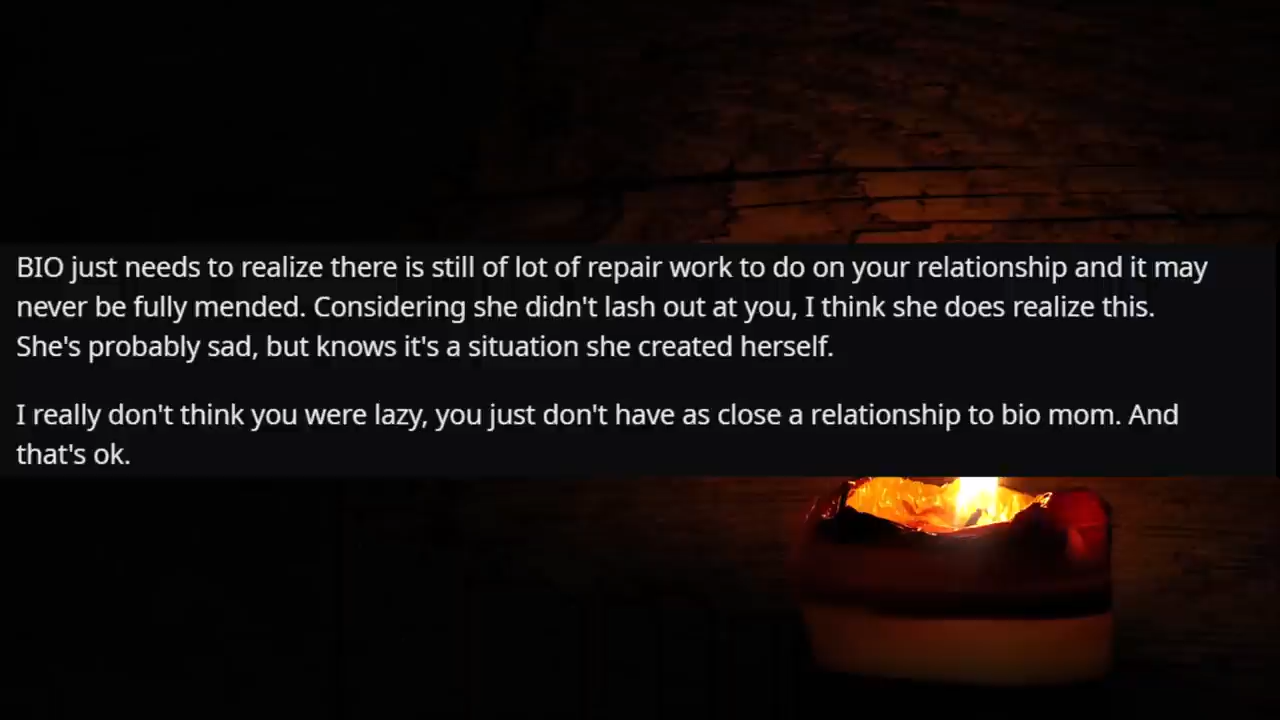 BIO just needs to realize there is still of lot of repair work to do on your relationship and it may
never be fully mended. Considering she didn't lash out at you, I think she does realize this.
She's probably sad, but knows it's a situation she created herself.
I really don't think you were lazy, you just don't have as close a relationship to bio mom. And
that's ok.